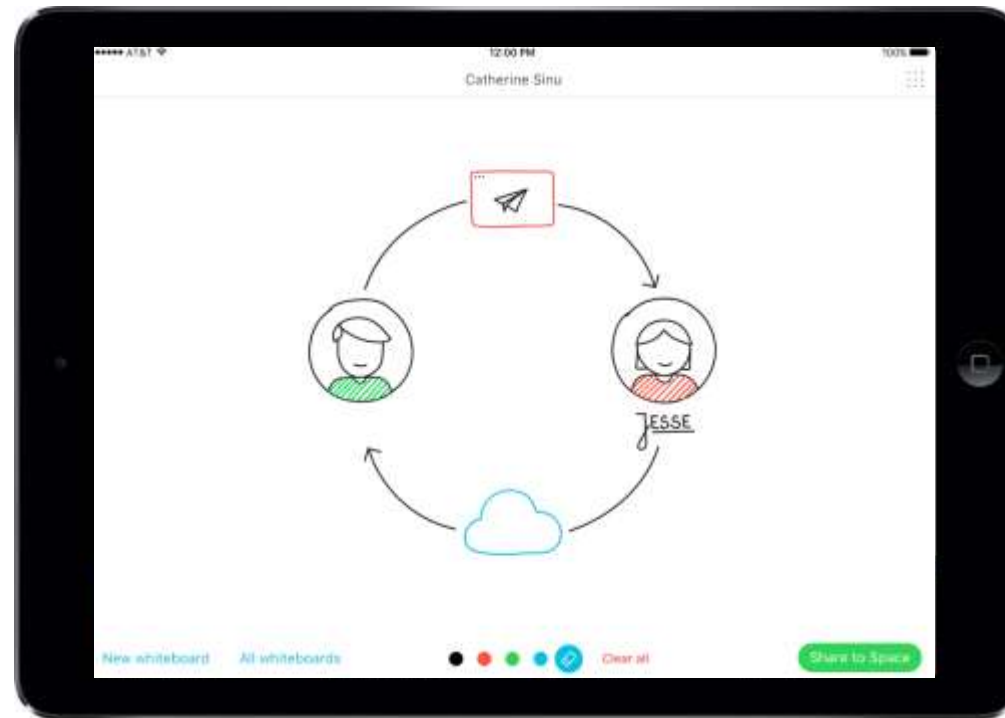 AT&T
12:00 PM
100%
Catherine Sinu
JESSE
New whiteboard
All whiteboards
Clear all
Share to Space